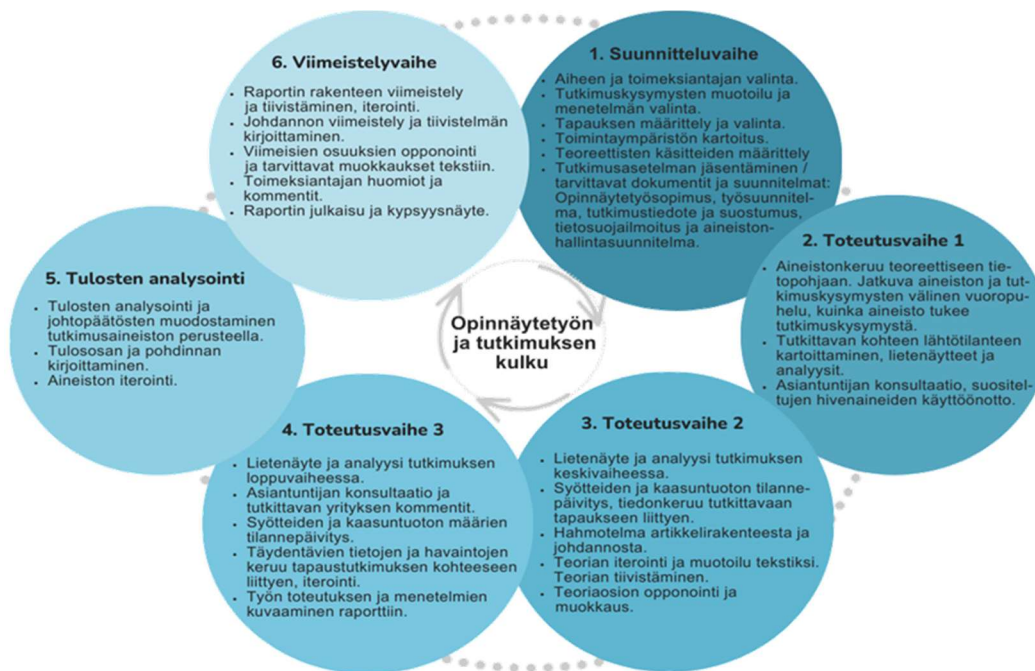 1. Suunnitteluvaihe
• Aiheen ja toimeksiantajan valinta.
• Tutkimuskysymysten muotoilu ja
menetelmän valinta.
• Tapauksen määrittely ja valinta.
• Toimintaympäristön kartoitus.
• Teoreettisten käsitteiden määrittely
• Tutkimusasetelman jäsentäminen /
tarvittavat dokumentit ja suunnitelmat:
Opinnäytetyösopimus, työsuunnitel-
ma, tutkimustiedote ja suostumus,
tietosuojailmoitus ja aineiston-
hallintasuunnitelma.
2. Toteutusvaihe 1
• Aineistonkeruu teoreettiseen tie-
topohjaan. Jatkuva aineiston ja tut-
kimuskysymysten välinen vuoropu-
helu, kuinka aineisto tukee
tutkimuskysymystä.
• Tutkittavan kohteen lähtötilanteen
kartoittaminen, lietenäytteet ja
analyysit.
• Asiantuntijan konsultaatio, suositel-
tujen hivenaineiden käyttöönotto.
3. Toteutusvaihe 2
• Lietenäyte ja analyysi tutkimuksen
keskivaiheessa.
• Syötteiden ja kaasuntuoton tilanne-
päivitys, tiedonkeruu tutkittavaan
tapaukseen liittyen.
• Hahmotelma artikkelirakenteesta ja
johdannosta.
• Teorian iterointi ja muotoilu tekstiksi.
Teorian tiivistäminen.
• Teoriaosion opponointi ja
muokkaus.
4. Toteutusvaihe 3
• Lietenäyte ja analyysi tutkimuksen
loppuvaiheessa.
• Asiantuntijan konsultaatio ja
tutkittavan yrityksen kommentit.
• Syötteiden ja kaasuntuoton määrien
tilannepäivitys.
• Täydentävien tietojen ja havaintojen
keruu tapaustutkimuksen kohteeseen
liittyen, iterointi.
• Työn toteutuksen ja menetelmien
kuvaaminen raporttiin.
5. Tulosten analysointi
• Tulosten analysointi ja
johtopäätösten muodostaminen
tutkimusaineiston perusteella.
• Tulososan ja pohdinnan
kirjoittaminen.
• Aineiston iterointi.
6. Viimeistelyvaihe
• Raportin rakenteen viimeistely
ja tiivistäminen, iterointi.
• Johdannon viimeistely ja tiivistelmän
kirjoittaminen.
• Viimeisien osuuksien opponointi
ja tarvittavat muokkaukset tekstiin.
• Toimeksiantajan huomiot ja
kommentit.
• Raportin julkaisu ja kypsyysnäyte.
Opinnäytetyön
ja tutkimuksen
kulku